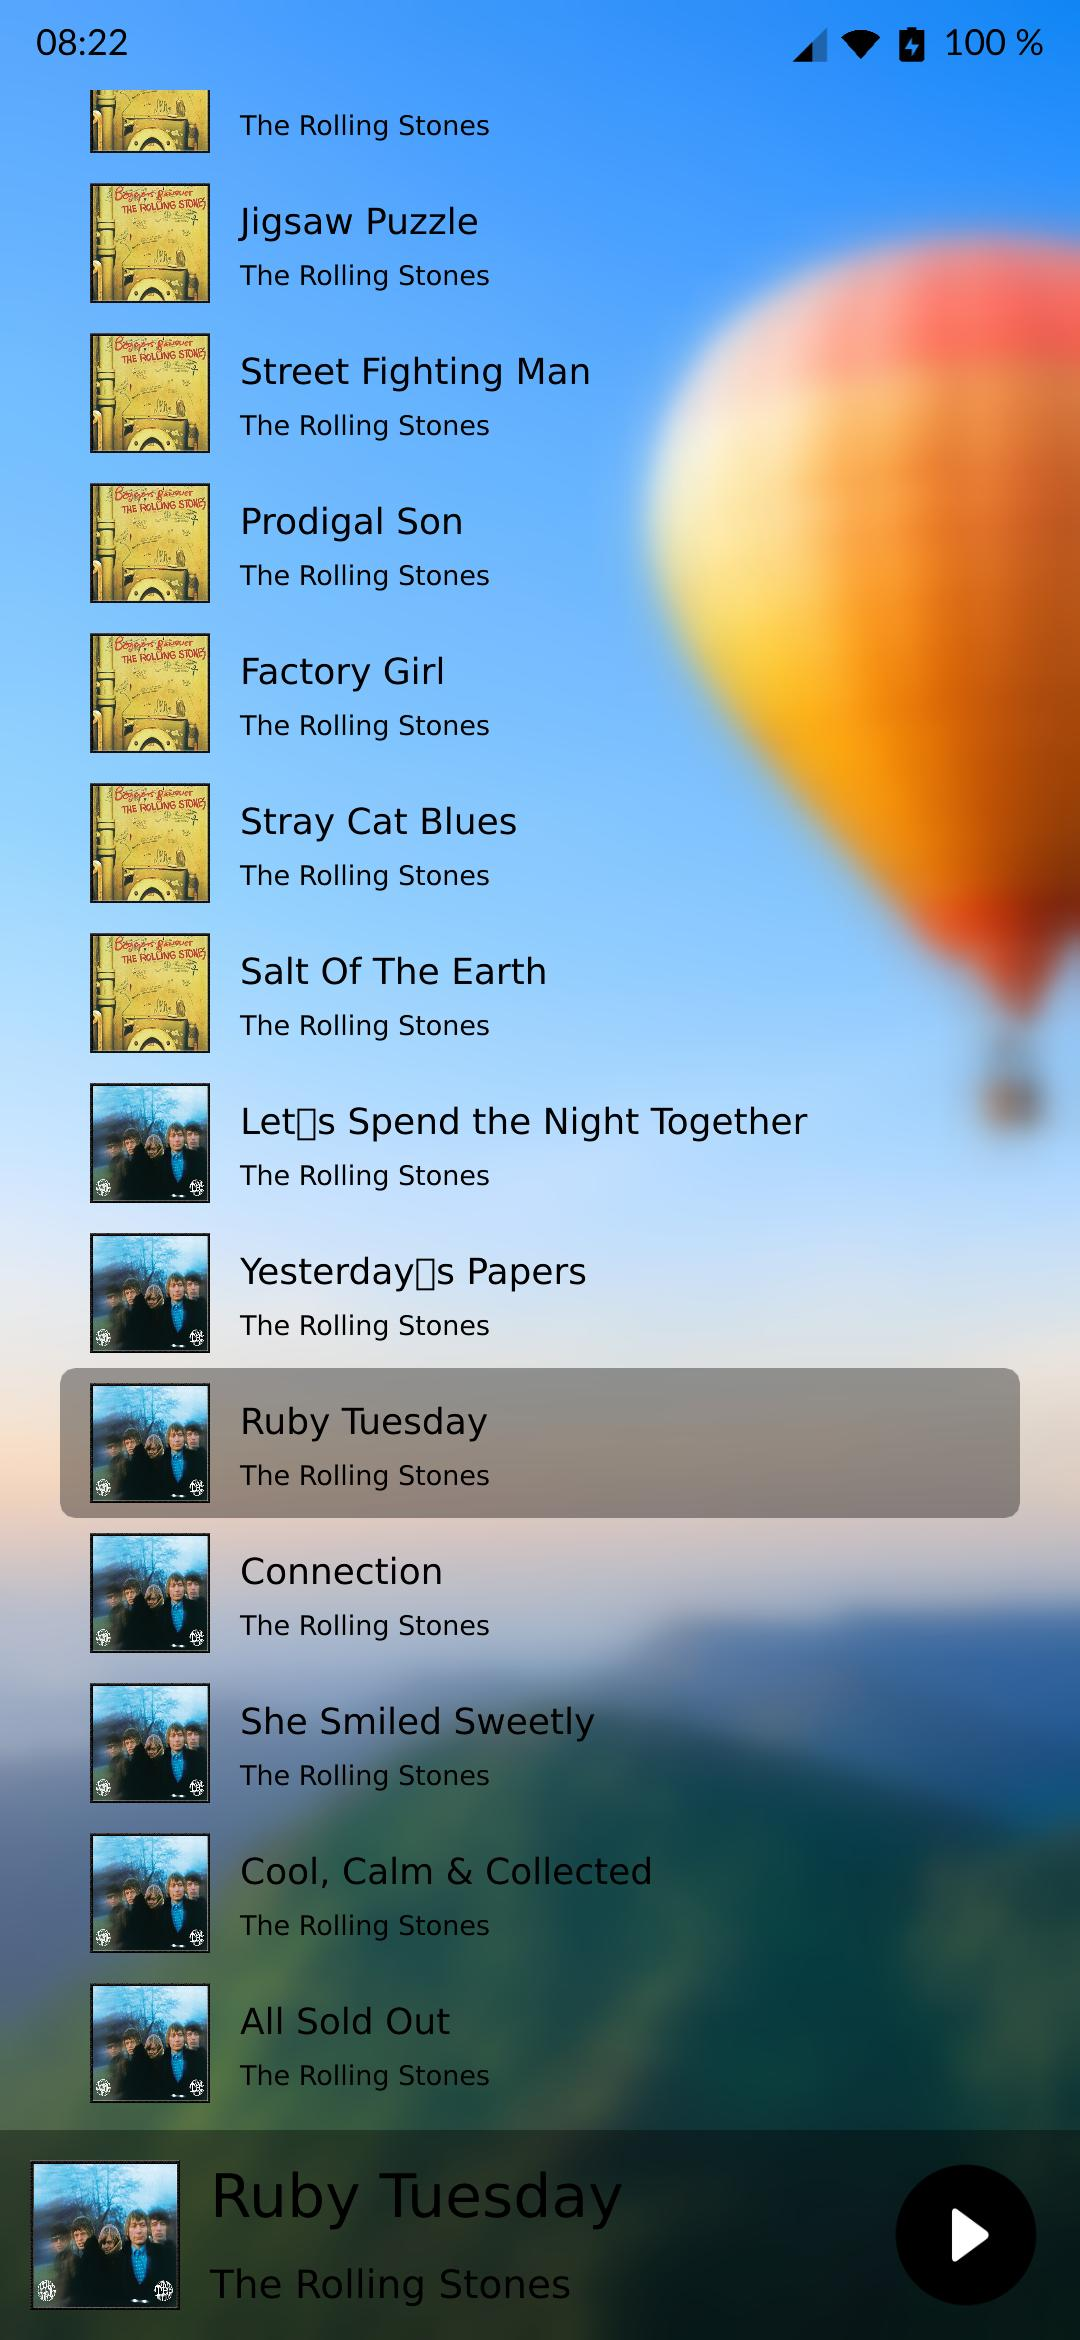 08:22
100 %
The Rolling Stones
Jigsaw Puzzle
The Rolling Stones
Street Fighting Man
The Rolling Stones
Prodigal Son
The Rolling Stones
Factory Girl
The Rolling Stones
Stray Cat Blues
The Rolling Stones
Salt Of The Earth
The Rolling Stones
Let▯s Spend the Night Together
The Rolling Stones
Yesterday▯s Papers
The Rolling Stones
Ruby Tuesday
The Rolling Stones
Connection
The Rolling Stones
She Smiled Sweetly
The Rolling Stones
Cool, Calm & Collected
The Rolling Stones
All Sold Out
The Rolling Stones
Ruby Tuesday
The Rolling Stones